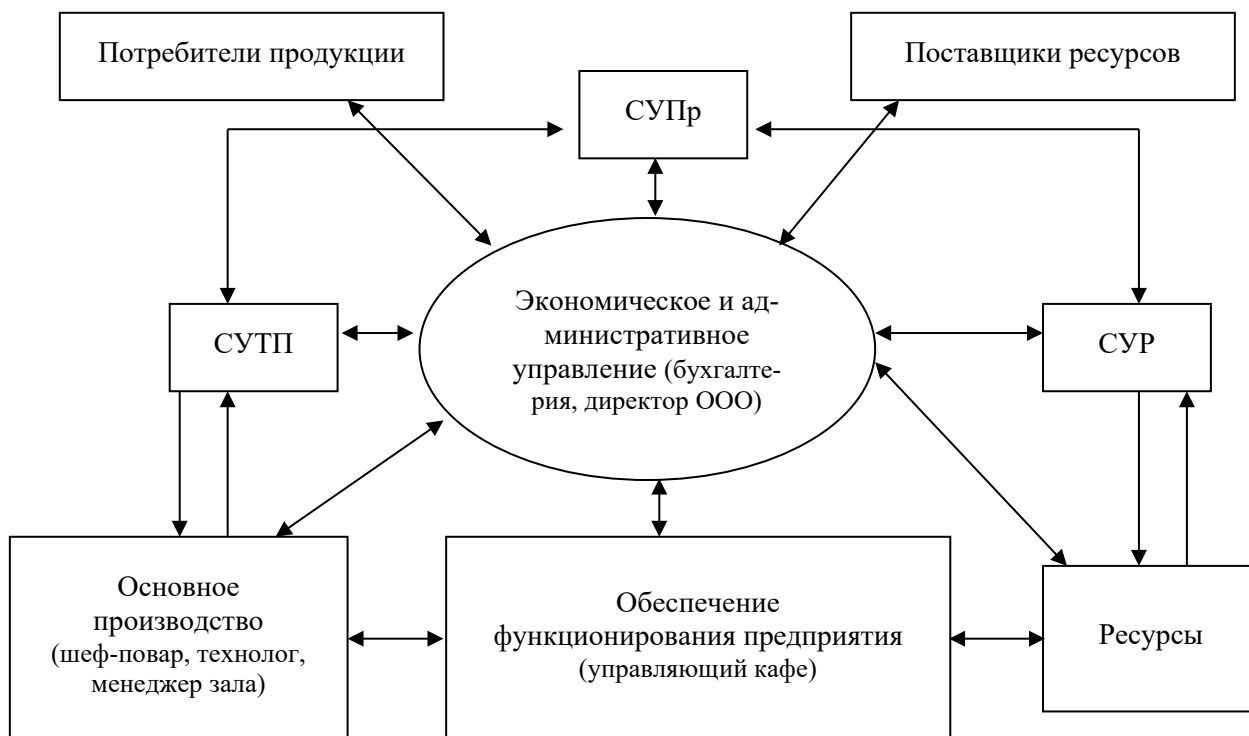 Потребители продукции
Поставщики ресурсов
СУПр
Экономическое и ад-
министративное
управление (бухгалте-
рия, директор ООО)
СУТП
СУР
Основное
производство
(шеф-повар, технолог,
менеджер зала)
Обеспечение
функционирования предприятия
(управляющий кафе)
Ресурсы